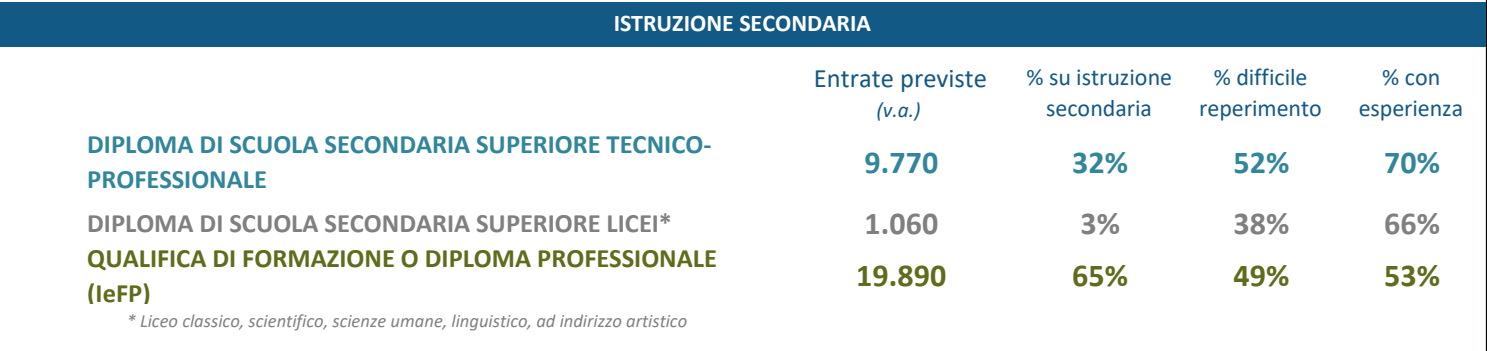 ISTRUZIONE SECONDARIA
Entrate previste % su istruzione % difficile % con
(v.a.) secondaria reperimento esperienza
DIPLOMA DI SCUOLA SECONDARIA SUPERIORE TECNICO-
PROFESSIONALE 9.770 32% 52% 70%
DIPLOMA DI SCUOLA SECONDARIA SUPERIORE LICEI* 1.060 3% 38% 66%
QUALIFICA DI FORMAZIONE O DIPLOMA PROFESSIONALE
(IeFP) 19.890 65% 49% 53%
* Liceo classico, scientifico, scienze umane, linguistico, ad indirizzo artistico